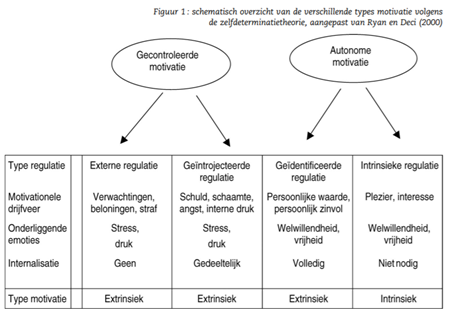 Figuur 1 : schematisch overzicht van de verschillende types motivatie volgens
de zelfdeterminatietheorie, aangepast van Ryan en Deci (2000)
Gecontroleerde
motivatie
Autonome
motivatie
Type regulatie Externe regulatie Geïntrojecteerde Geïdentificeerde Intrinsieke regulatie
regulatie regulatie
Motivationele Verwachtingen, Schuld, schaamte, Persoonlijke waarde, Plezier, interesse
drijfveer beloningen, straf angst, interne druk persoonlijk zinvol
Onderliggende Stress, Stress, Welwillendheid, Welwillendheid,
emoties druk druk vrijheid vrijheid
Internalisatie Geen Gedeeltelijk Volledig Niet nodig
Type motivatie Extrinsiek Extrinsiek Extrinsiek Intrinsiek